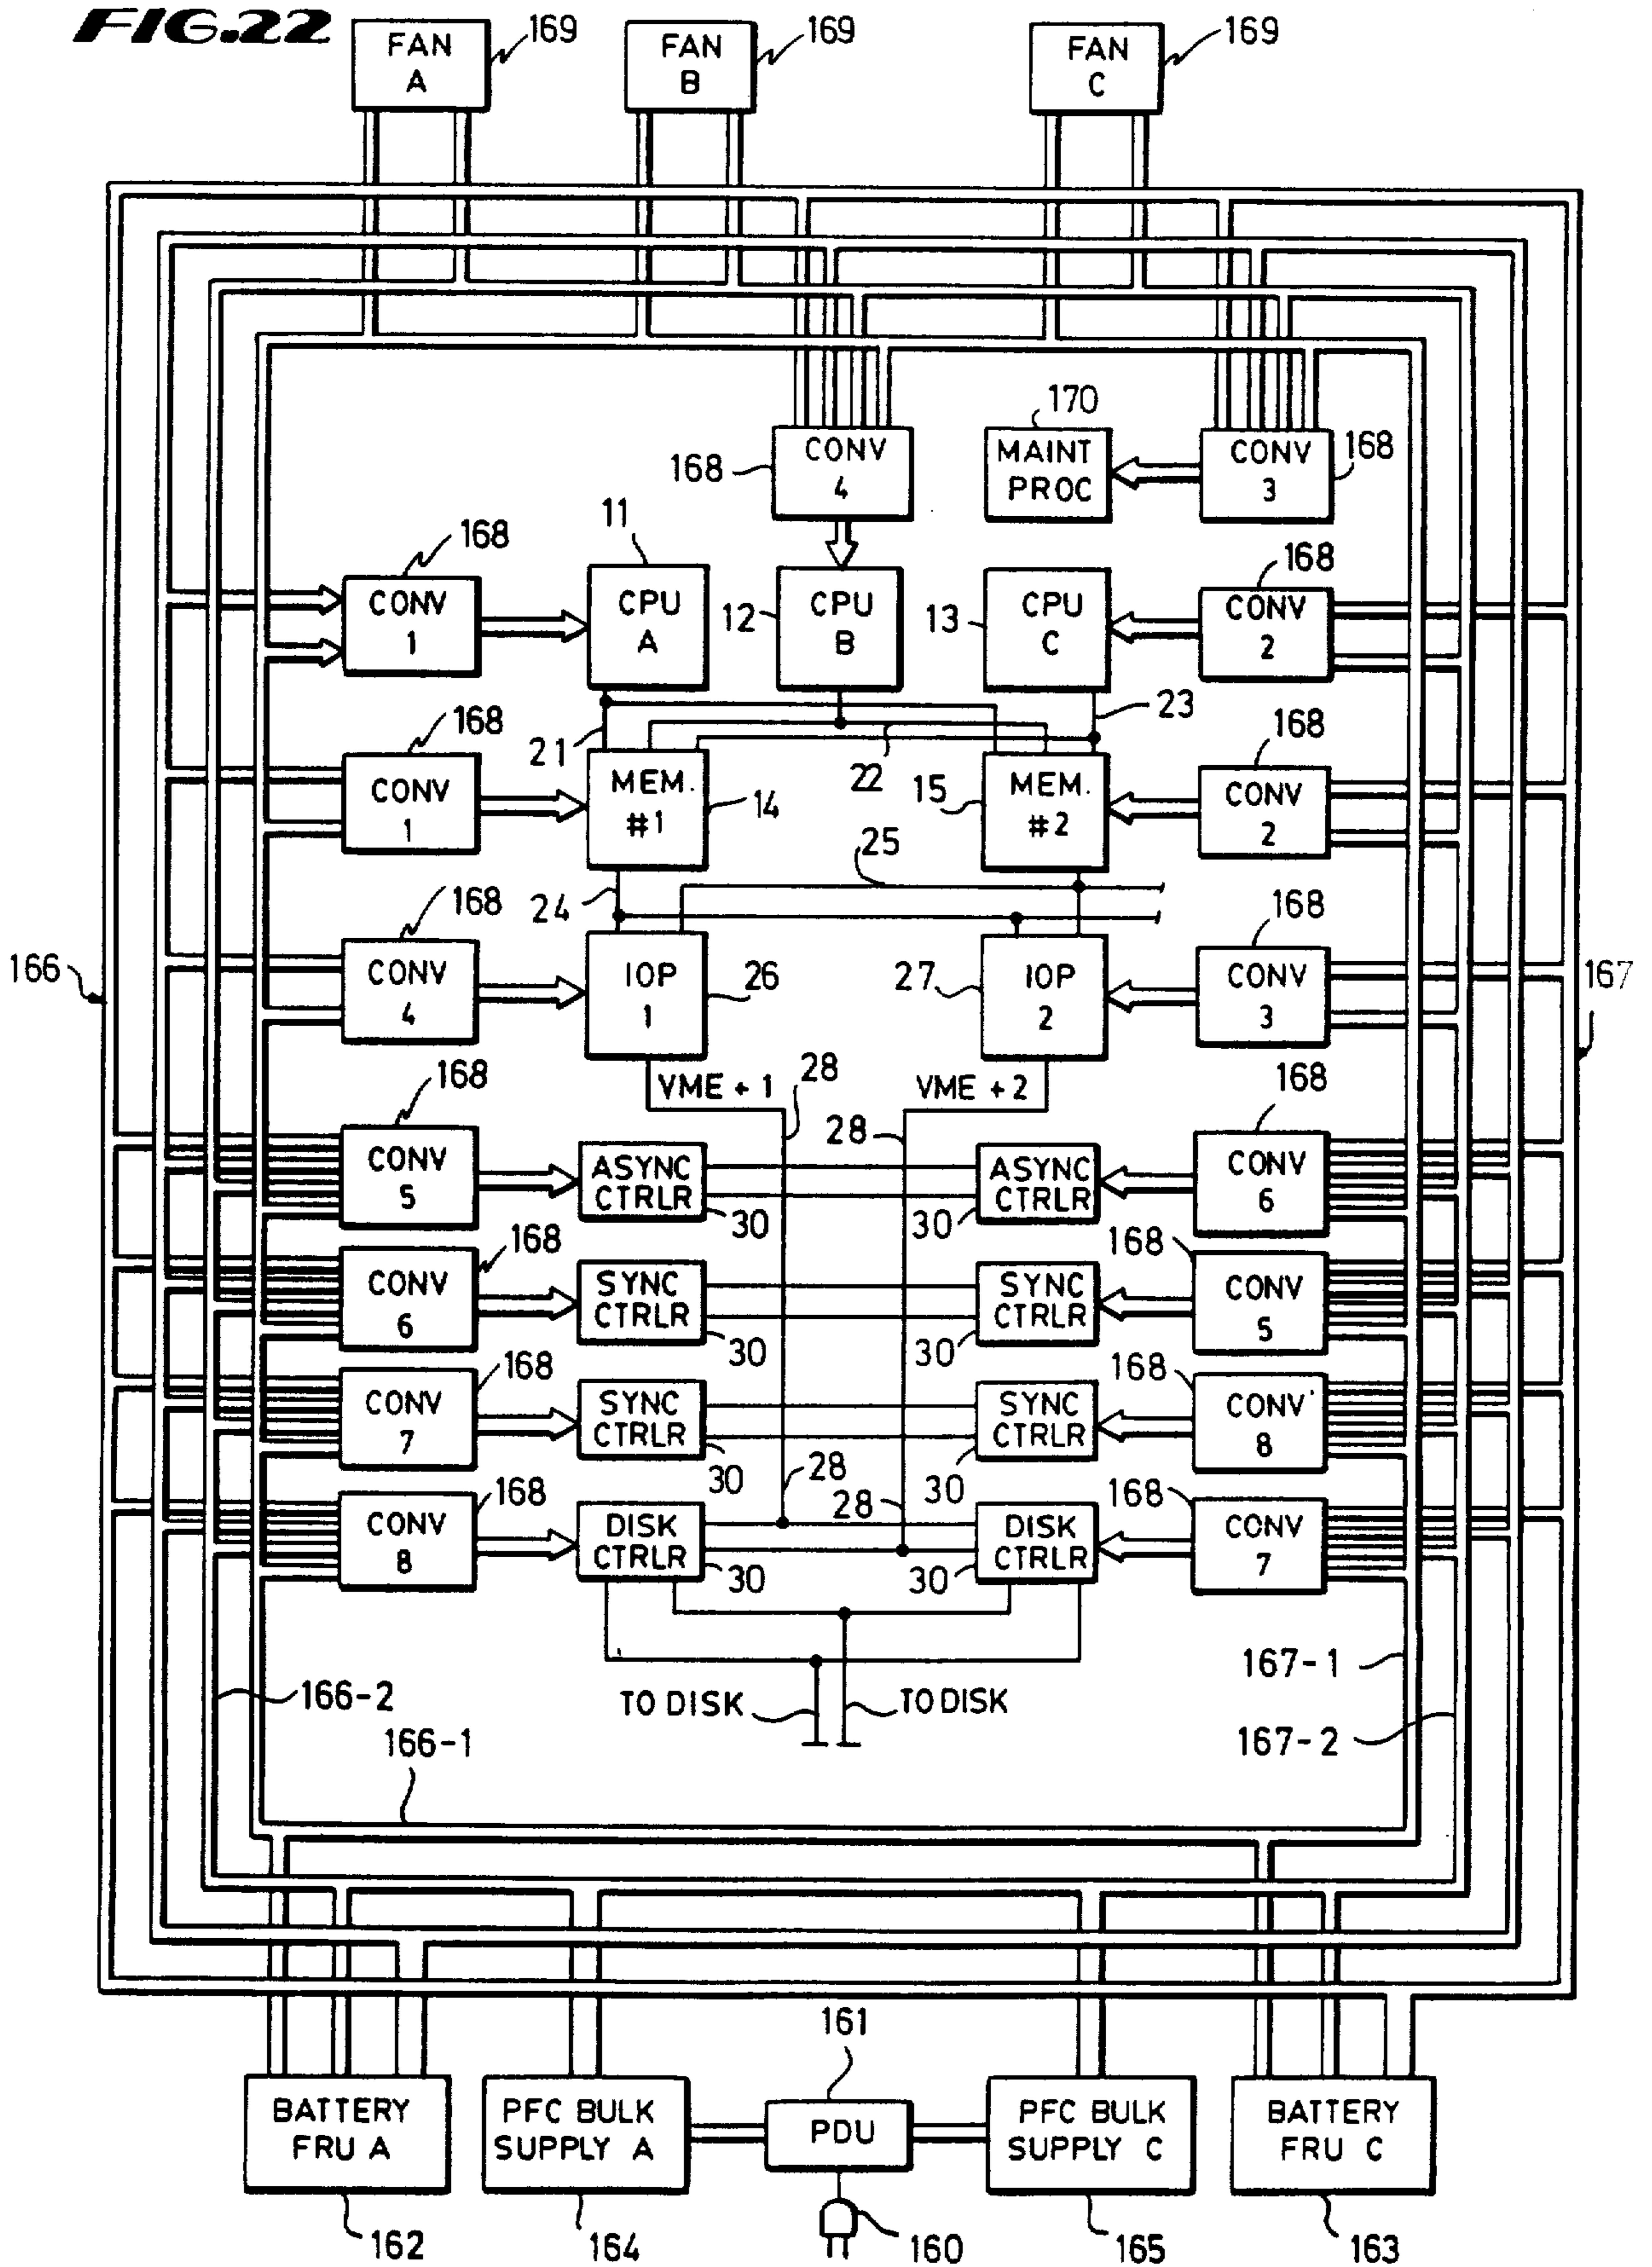 FIG.22
FAN
A
169
FAN
B
169
FAN
C
169
170
CONV
4
168
MAINT
PROC
CONV
3
168
11
168
168
CONV
1
CPU
A
12
CPU
B
13
CPU
C
CONV
2
168
21
22
23
168
CONV
1
MEM.
#1
14
15
MEM.
#2
CONV
2
25
168
24
168
166
CONV
4
IOP
1
26
27
IOP
2
CONV
3
167
168
VME + 1
28
VME + 2
168
28
CONV
5
ASYNC
CTRLR
30
30
ASYNC
CTRLR
CONV
6
168
168
CONV
6
SYNC
CTRLR
30
30
SYNC
CTRLR
CONV
5
168
168
CONV
7
SYNC
CTRLR
30
30
SYNC
CTRLR
CONV
8
168
28
28
168
CONV
8
DISK
CTRLR
30
30
DISK
CTRLR
CONV
7
167-1
166-2
TO DISK
TO DISK
166-1
167-2
161
BATTERY
FRU A
PFC BULK
SUPPLY A
PDU
PFC BULK
SUPPLY C
BATTERY
FRU C
162
164
160
165
163